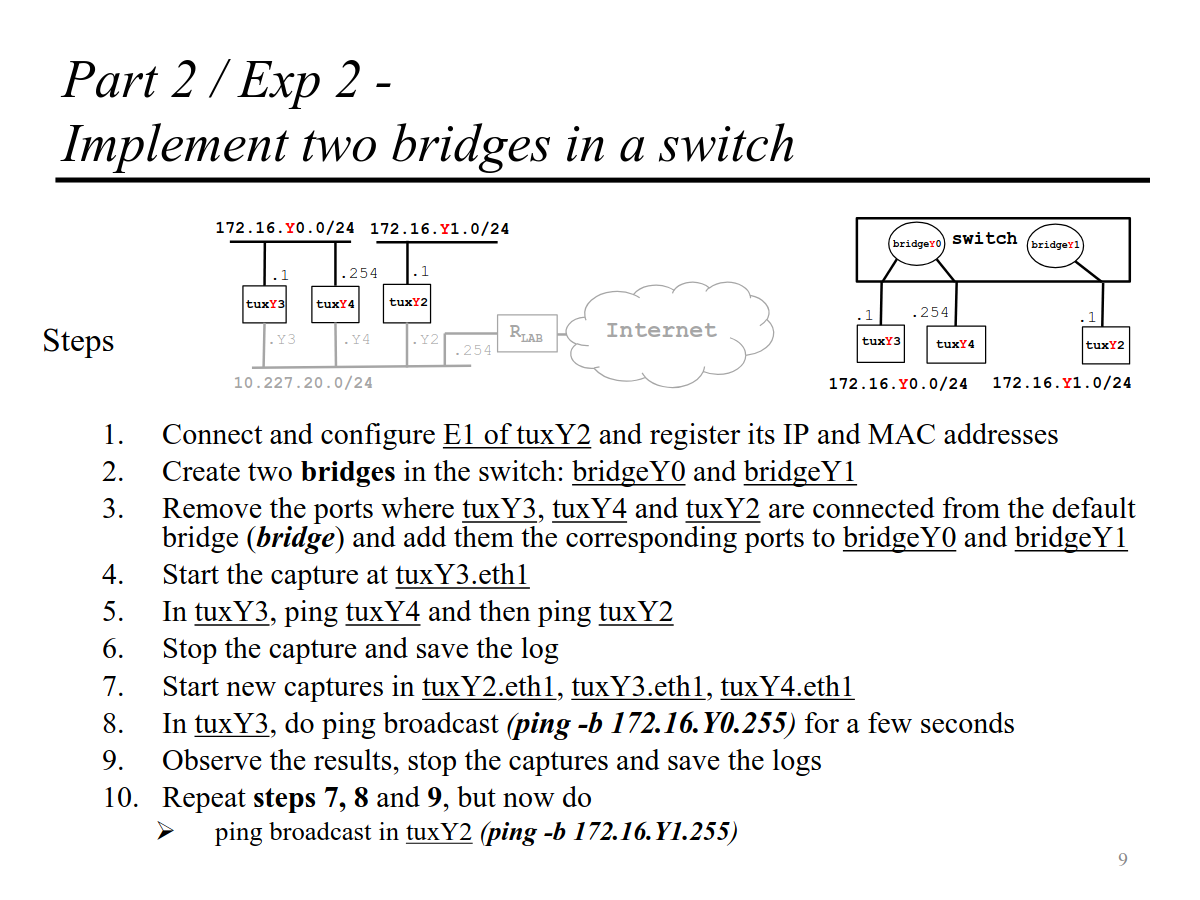 Part 2 / Exp 2 -
Implement two bridges in a switch
172.16.Y0.0/24 172.16.Y1.0/24
.1 .254 .1
tuxY3 tuxY4 tuxY2
.Y3 .Y4 .Y2 .254
10.227.20.0/24
RLAB
Internet
bridgeY0 switch bridgeY1
.1 .254 .1
tuxY3 tuxY4 tuxY2
172.16.Y0.0/24 172.16.Y1.0/24
Steps
1. Connect and configure E1 of tuxY2 and register its IP and MAC addresses
2. Create two bridges in the switch: bridgeY0 and bridgeY1
3. Remove the ports where tuxY3, tuxY4 and tuxY2 are connected from the default
bridge (bridge) and add them the corresponding ports to bridgeY0 and bridgeY1
4. Start the capture at tuxY3.eth1
5. In tuxY3, ping tuxY4 and then ping tuxY2
6. Stop the capture and save the log
7. Start new captures in tuxY2.eth1, tuxY3.eth1, tuxY4.eth1
8. In tuxY3, do ping broadcast (ping -b 172.16.Y0.255) for a few seconds
9. Observe the results, stop the captures and save the logs
10. Repeat steps 7, 8 and 9, but now do
➢ ping broadcast in tuxY2 (ping -b 172.16.Y1.255)
9